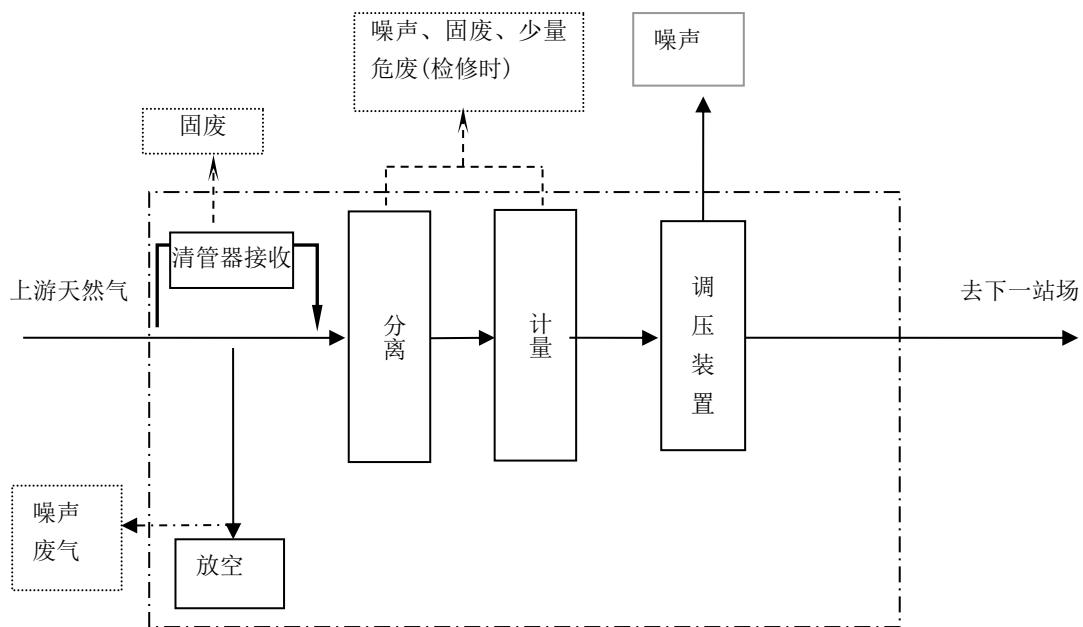 噪声、固废、少量
危废(检修时)
噪声
固废
清管器接收
上游天然气
分离
计量
调压装置
去下一站场
噪声
废气
放空